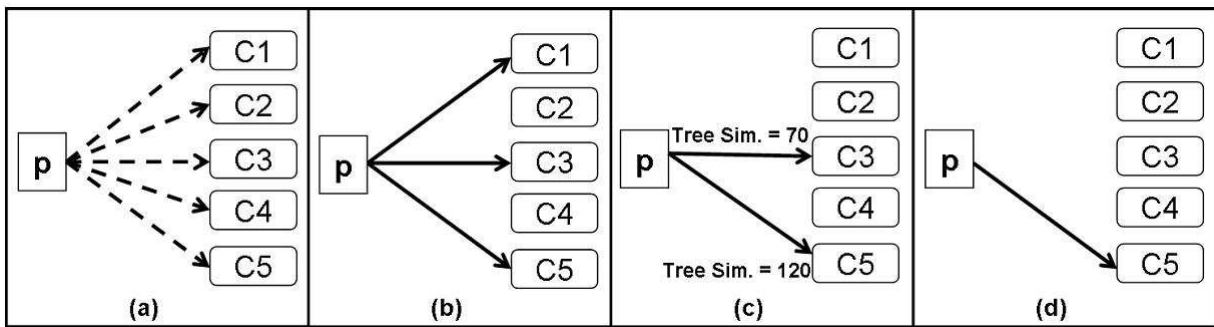 p
C1
C2
C3
C4
C5
(a)
p
C1
C2
C3
C4
C5
(b)
p
C1
C2
Tree Sim. = 70
C3
C4
Tree Sim. = 120
C5
(c)
p
C1
C2
C3
C4
C5
(d)